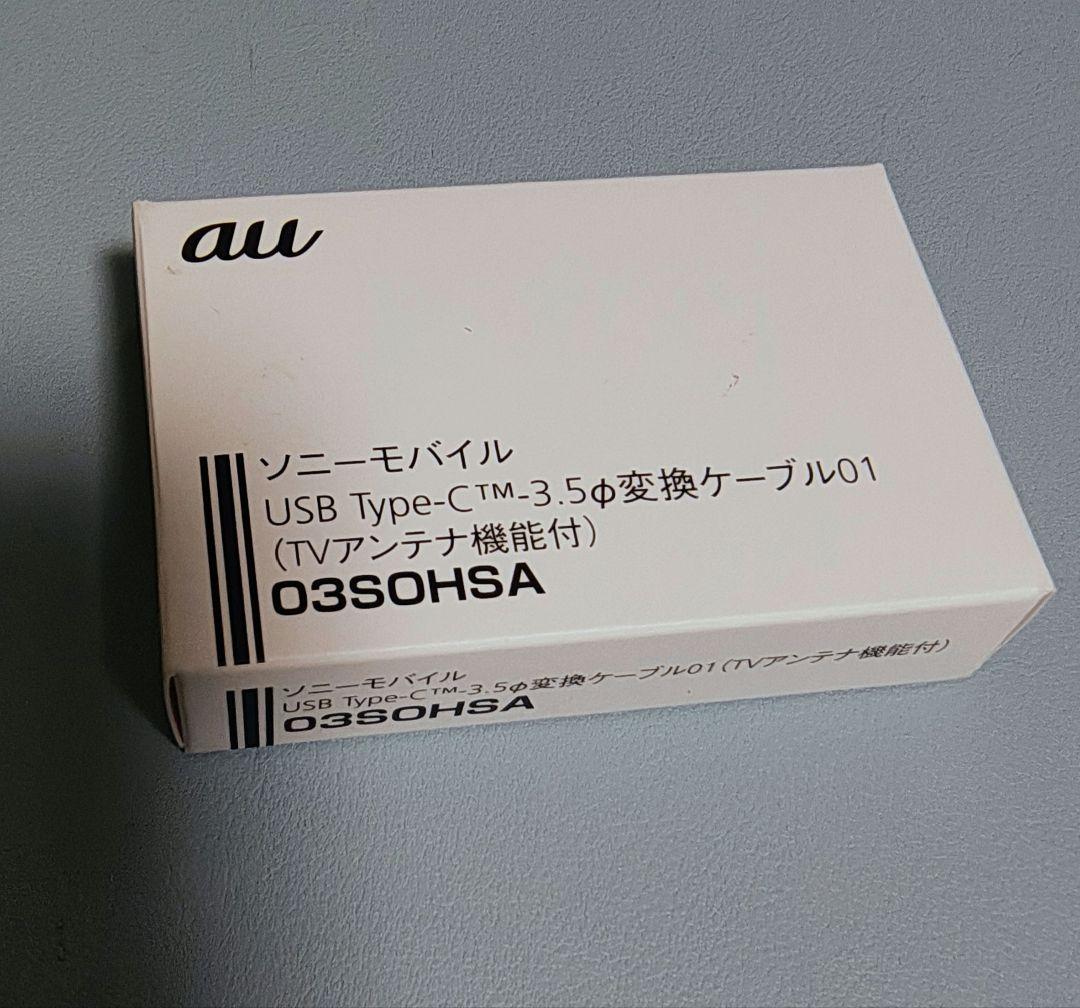 au
ソニーモバイル
USB Type-C™-3.5φ変換ケーブル01
(TVアンテナ機能付)
03SOHSA
ソニーモバイル
USB Type-C™-3.5φ変換ケーブル01(TVアンテナ機能付)
03SOHSA